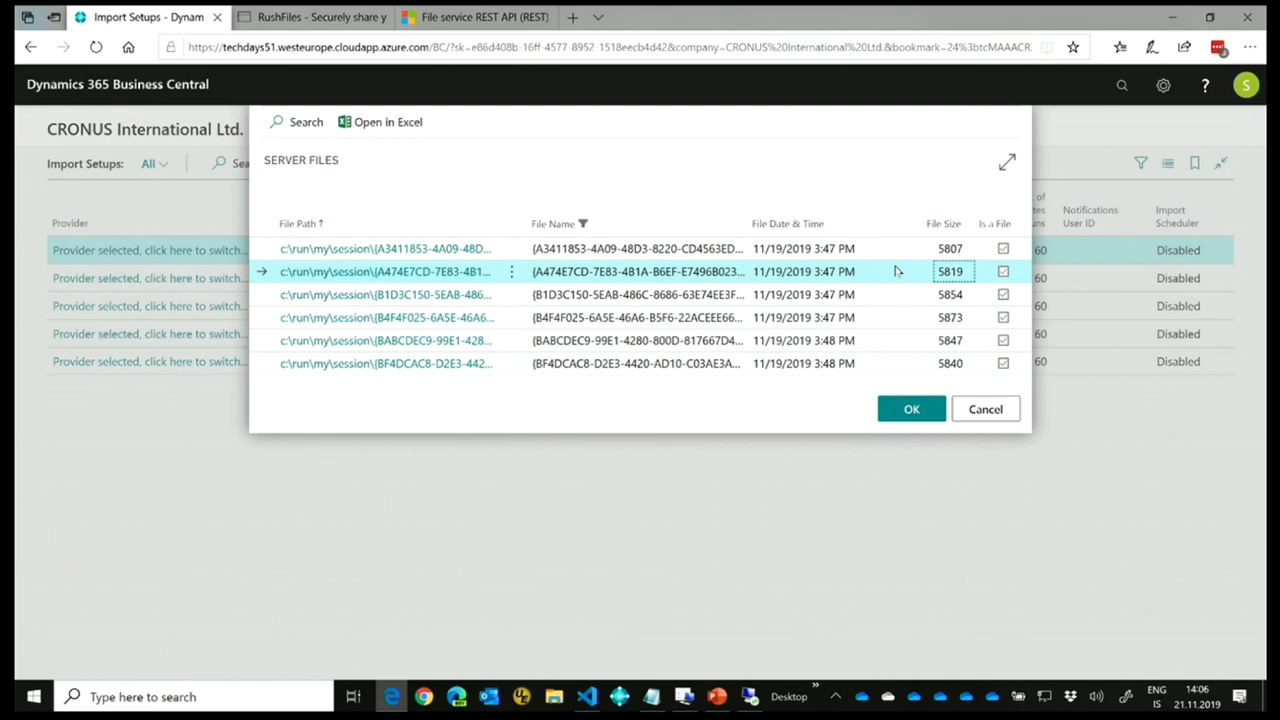 Import Setups - Dynam
RushFiles - Securely share y
File service REST API (REST)
https://techdays51.westeurope.cloudapp.azure.com/BC/?sk=e86d408b-16ff-4577-8952-1518eecb4d42&company=CRONUS%20International%20Ltd.&bookmark=24%3btcMAAACR
Dynamics 365 Business Central
?
S
CRONUS International Ltd.
Import Setups: All
Sea
Search Open in Excel
SERVER FILES
Provider
of
tes
uns
Notifications
User ID
Import
Scheduler
File Path ↑ File Name File Date & Time File Size Is a File
c:\run\my\session\{A3411853-4A09-48D... {A3411853-4A09-48D3-8220-CD4563ED... 11/19/2019 3:47 PM 5807
c:\run\my\session\{A474E7CD-7E83-4B1... {A474E7CD-7E83-4B1A-B6EF-E7496B023... 11/19/2019 3:47 PM 5819
c:\run\my\session\{B1D3C150-5EAB-486... {B1D3C150-5EAB-486C-8686-63E74EE3F... 11/19/2019 3:47 PM 5854
c:\run\my\session\{B4F4F025-6A5E-46A6... {B4F4F025-6A5E-46A6-B5F6-22ACEEE66... 11/19/2019 3:47 PM 5873
c:\run\my\session\{BABCDEC9-99E1-428... {BABCDEC9-99E1-4280-800D-817667D4... 11/19/2019 3:48 PM 5847
c:\run\my\session\{BF4DCAC8-D2E3-442... {BF4DCAC8-D2E3-4420-AD10-C03AE3A... 11/19/2019 3:48 PM 5840
Provider selected, click here to switch... 60 Disabled
Provider selected, click here to switch... 60 Disabled
Provider selected, click here to switch... 60 Disabled
Provider selected, click here to switch... 60 Disabled
Provider selected, click here to switch... 60 Disabled
OK Cancel
Type here to search
Desktop
ENG
IS
14:06
21.11.2019